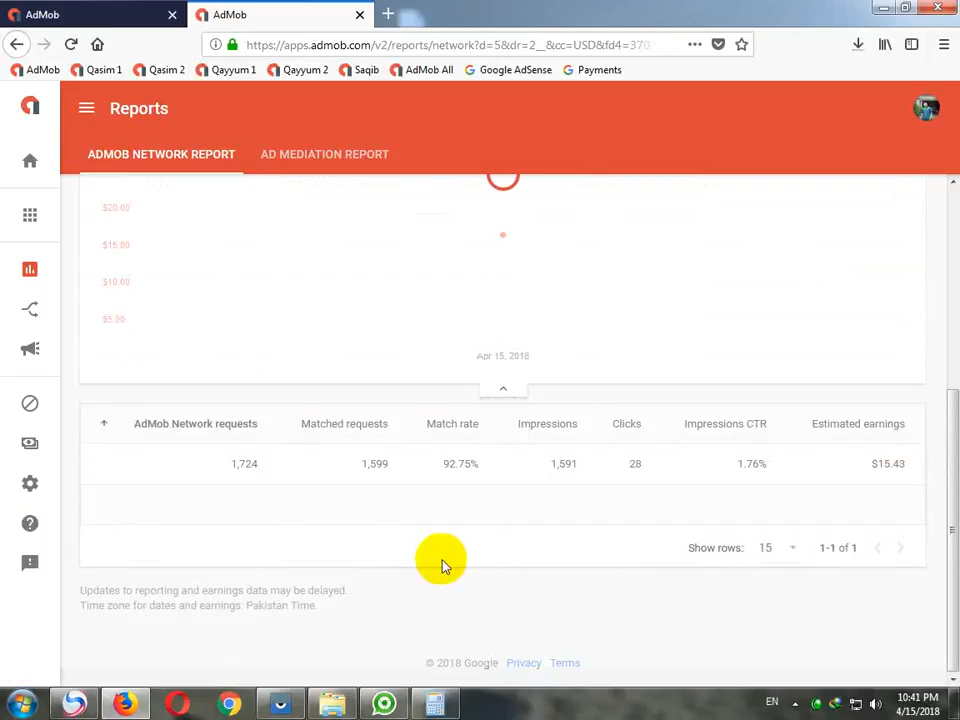 AdMob
AdMob
https://apps.admob.com/v2/reports/network?d=5&dr=2__&cc=USD&fd4=370
AdMob Qasim 1 Qasim 2 Qayyum 1 Qayyum 2 Saqib AdMob All Google AdSense Payments
Reports
ADMOB NETWORK REPORT AD MEDIATION REPORT
$20.00
$15.00
$10.00
$5.00
Apr 15, 2018
AdMob Network requests Matched requests Match rate Impressions Clicks Impressions CTR Estimated earnings
1,724 1,599 92.75% 1,591 28 1.76% $15.43
Show rows: 15 1-1 of 1
Updates to reporting and earnings data may be delayed.
Time zone for dates and earnings: Pakistan Time.
© 2018 Google Privacy Terms
EN 10:41 PM
4/15/2018